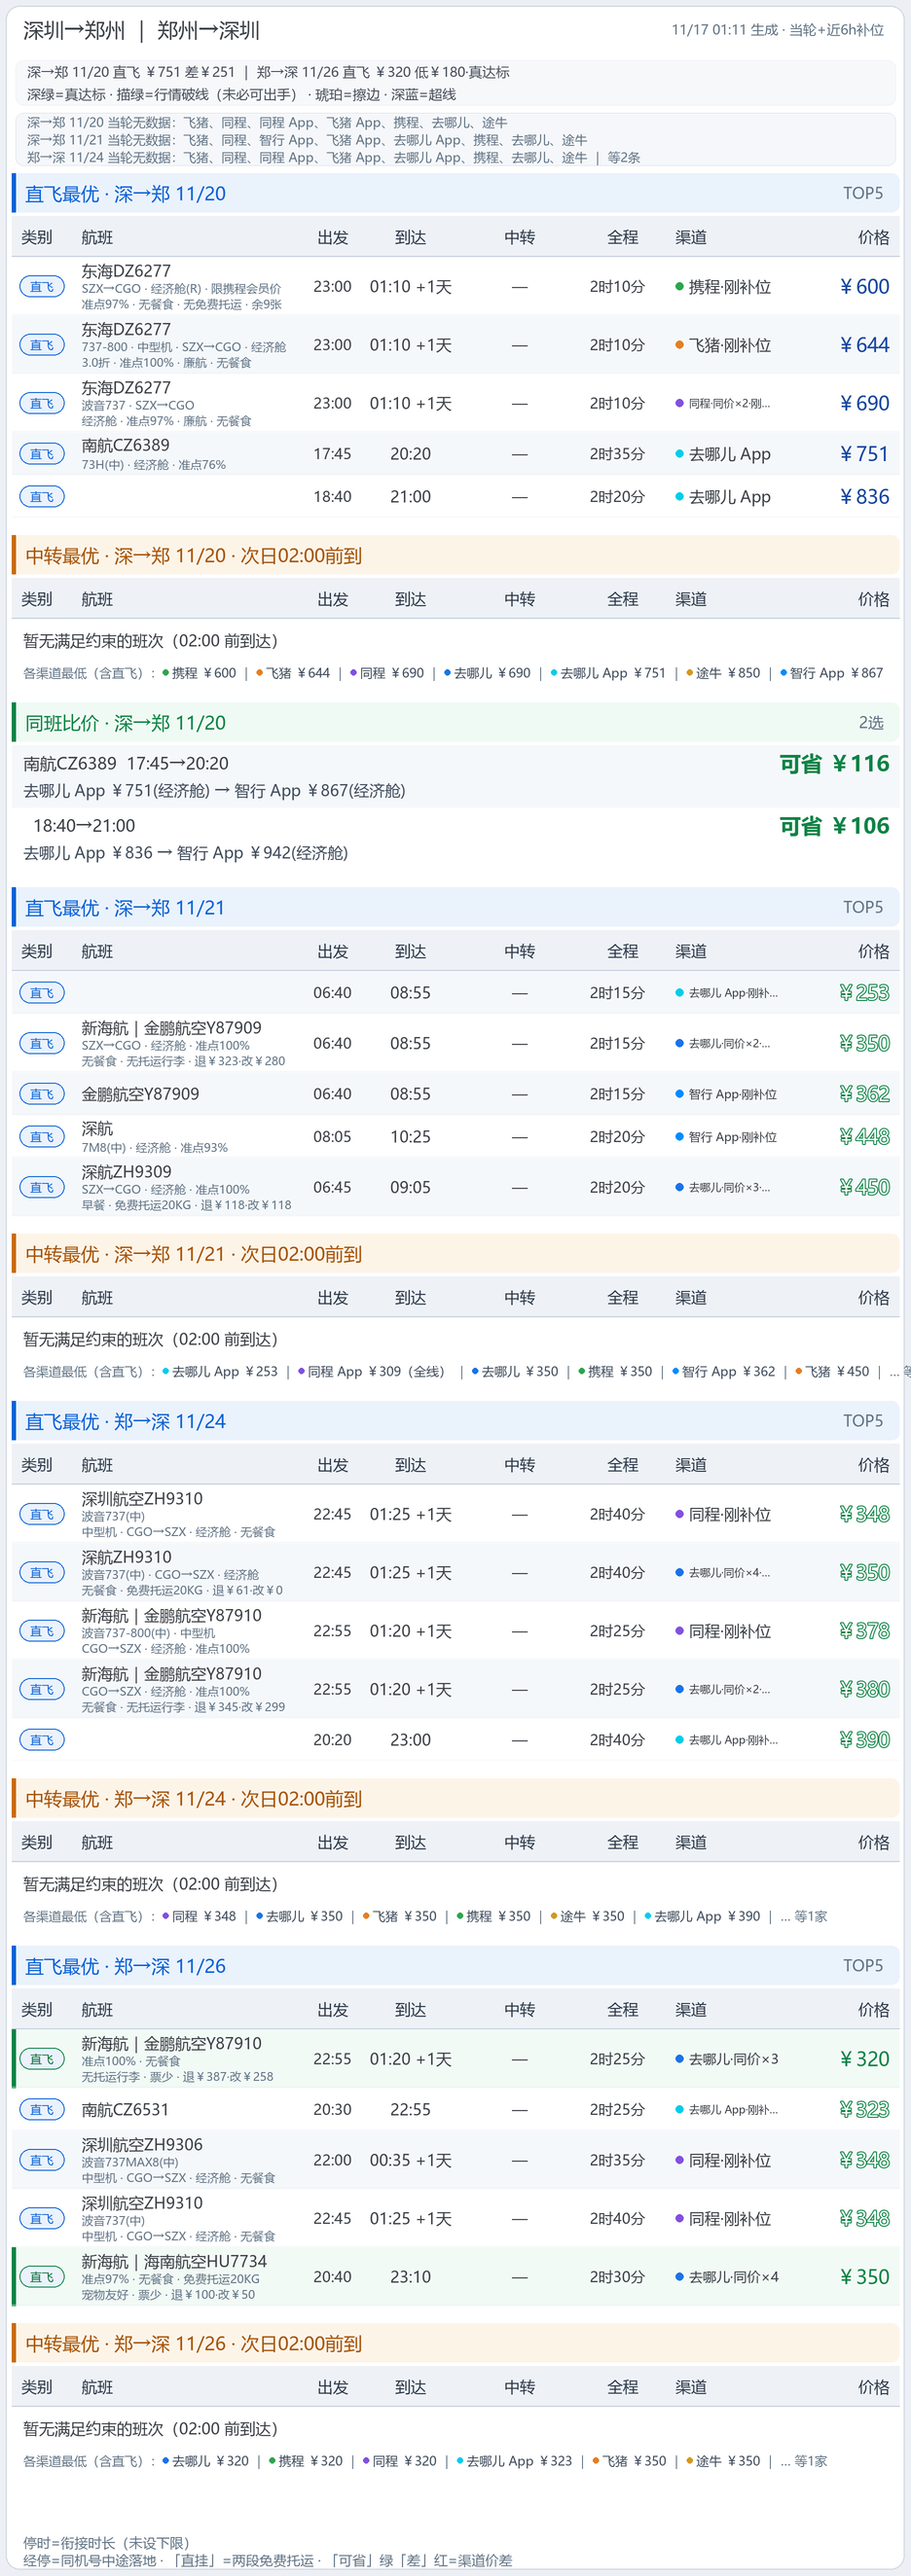 深圳→郑州 | 郑州→深圳
11/17 01:11 生成 · 当轮+近6h补位
深→郑 11/20 直飞 ￥751 差￥251 | 郑→深 11/26 直飞 ￥320 低￥180·真达标
深绿=真达标 · 描绿=行情破线（未必可出手） · 琥珀=擦边 · 深蓝=超线
深→郑 11/20 当轮无数据：飞猪、同程、同程 App、飞猪 App、携程、去哪儿、途牛
深→郑 11/21 当轮无数据：飞猪、同程、智行 App、飞猪 App、去哪儿 App、携程、去哪儿、途牛
郑→深 11/24 当轮无数据：飞猪、同程、同程 App、飞猪 App、去哪儿 App、携程、去哪儿、途牛 | 等2条
直飞最优 · 深→郑 11/20 TOP5
类别 航班 出发 到达 中转 全程 渠道 价格
东海DZ6277
直飞 SZX→CGO · 经济舱(R) · 限携程会员价 23:00 01:10 +1天 — 2时10分 携程·刚补位 ￥600
准点97% · 无餐食 · 无免费托运 · 余9张
东海DZ6277
直飞 737-800 · 中型机 · SZX→CGO · 经济舱 23:00 01:10 +1天 — 2时10分 飞猪·刚补位 ￥644
3.0折 · 准点100% · 廉航 · 无餐食
东海DZ6277
直飞 波音737 · SZX→CGO 23:00 01:10 +1天 — 2时10分 同程·同价×2·刚… ￥690
经济舱 · 准点97% · 廉航 · 无餐食
南航CZ6389
直飞 73H(中) · 经济舱 · 准点76% 17:45 20:20 — 2时35分 去哪儿 App ￥751
直飞 18:40 21:00 — 2时20分 去哪儿 App ￥836
中转最优 · 深→郑 11/20 · 次日02:00前到
类别 航班 出发 到达 中转 全程 渠道 价格
暂无满足约束的班次（02:00 前到达）
各渠道最低（含直飞）: 携程 ￥600 | 飞猪 ￥644 | 同程 ￥690 | 去哪儿 ￥690 | 去哪儿 App ￥751 | 途牛 ￥850 | 智行 App ￥867
同班比价 · 深→郑 11/20 2选
南航CZ6389 17:45→20:20 可省 ￥116
去哪儿 App ￥751(经济舱) → 智行 App ￥867(经济舱)
18:40→21:00 可省 ￥106
去哪儿 App ￥836 → 智行 App ￥942(经济舱)
直飞最优 · 深→郑 11/21 TOP5
类别 航班 出发 到达 中转 全程 渠道 价格
直飞 06:40 08:55 — 2时15分 去哪儿 App·刚补… ￥253
新海航 | 金鹏航空Y87909
直飞 SZX→CGO · 经济舱 · 准点100% 06:40 08:55 — 2时15分 去哪儿·同价×2·… ￥350
无餐食 · 无托运行李 · 退￥323·改￥280
直飞 金鹏航空Y87909 06:40 08:55 — 2时15分 智行 App·刚补位 ￥362
深航
直飞 7M8(中) · 经济舱 · 准点93% 08:05 10:25 — 2时20分 智行 App·刚补位 ￥448
深航ZH9309
直飞 SZX→CGO · 经济舱 · 准点100% 06:45 09:05 — 2时20分 去哪儿·同价×3·… ￥450
早餐 · 免费托运20KG · 退￥118·改￥118
中转最优 · 深→郑 11/21 · 次日02:00前到
类别 航班 出发 到达 中转 全程 渠道 价格
暂无满足约束的班次（02:00 前到达）
各渠道最低（含直飞）: 去哪儿 App ￥253 | 同程 App ￥309（全线） | 去哪儿 ￥350 | 携程 ￥350 | 智行 App ￥362 | 飞猪 ￥450 | …
直飞最优 · 郑→深 11/24 TOP5
类别 航班 出发 到达 中转 全程 渠道 价格
深圳航空ZH9310
直飞 波音737(中) 22:45 01:25 +1天 — 2时40分 同程·刚补位 ￥348
中型机 · CGO→SZX · 经济舱 · 无餐食
深航ZH9310
直飞 波音737(中) · CGO→SZX · 经济舱 22:45 01:25 +1天 — 2时40分 去哪儿·同价×4·… ￥350
无餐食 · 免费托运20KG · 退￥61·改￥0
新海航 | 金鹏航空Y87910
直飞 波音737-800(中) · 中型机 22:55 01:20 +1天 — 2时25分 同程·刚补位 ￥378
CGO→SZX · 经济舱 · 准点100%
新海航 | 金鹏航空Y87910
直飞 CGO→SZX · 经济舱 · 准点100% 22:55 01:20 +1天 — 2时25分 去哪儿·同价×2·… ￥380
无餐食 · 无托运行李 · 退￥345·改￥299
直飞 20:20 23:00 — 2时40分 去哪儿 App·刚补… ￥390
中转最优 · 郑→深 11/24 · 次日02:00前到
类别 航班 出发 到达 中转 全程 渠道 价格
暂无满足约束的班次（02:00 前到达）
各渠道最低（含直飞）: 同程 ￥348 | 去哪儿 ￥350 | 飞猪 ￥350 | 携程 ￥350 | 途牛 ￥350 | 去哪儿 App ￥390 | … 等1家
直飞最优 · 郑→深 11/26 TOP5
类别 航班 出发 到达 中转 全程 渠道 价格
新海航 | 金鹏航空Y87910
直飞 准点100% · 无餐食 22:55 01:20 +1天 — 2时25分 去哪儿·同价×3 ￥320
无托运行李 · 票少 · 退￥387·改￥258
直飞 南航CZ6531 20:30 22:55 — 2时25分 去哪儿 App·刚补… ￥323
深圳航空ZH9306
直飞 波音737MAX8(中) 22:00 00:35 +1天 — 2时35分 同程·刚补位 ￥348
中型机 · CGO→SZX · 经济舱 · 无餐食
深圳航空ZH9310
直飞 波音737(中) 22:45 01:25 +1天 — 2时40分 同程·刚补位 ￥348
中型机 · CGO→SZX · 经济舱 · 无餐食
新海航 | 海南航空HU7734
直飞 准点97% · 无餐食 · 免费托运20KG 20:40 23:10 — 2时30分 去哪儿·同价×4 ￥350
宠物友好 · 票少 · 退￥100·改￥50
中转最优 · 郑→深 11/26 · 次日02:00前到
类别 航班 出发 到达 中转 全程 渠道 价格
暂无满足约束的班次（02:00 前到达）
各渠道最低（含直飞）: 去哪儿 ￥320 | 携程 ￥320 | 同程 ￥320 | 去哪儿 App ￥323 | 飞猪 ￥350 | 途牛 ￥350 | … 等1家
停时=衔接时长（未设下限）
经停=同机号中途落地 · 「直挂」=两段免费托运 · 「可省」绿「差」红=渠道价差